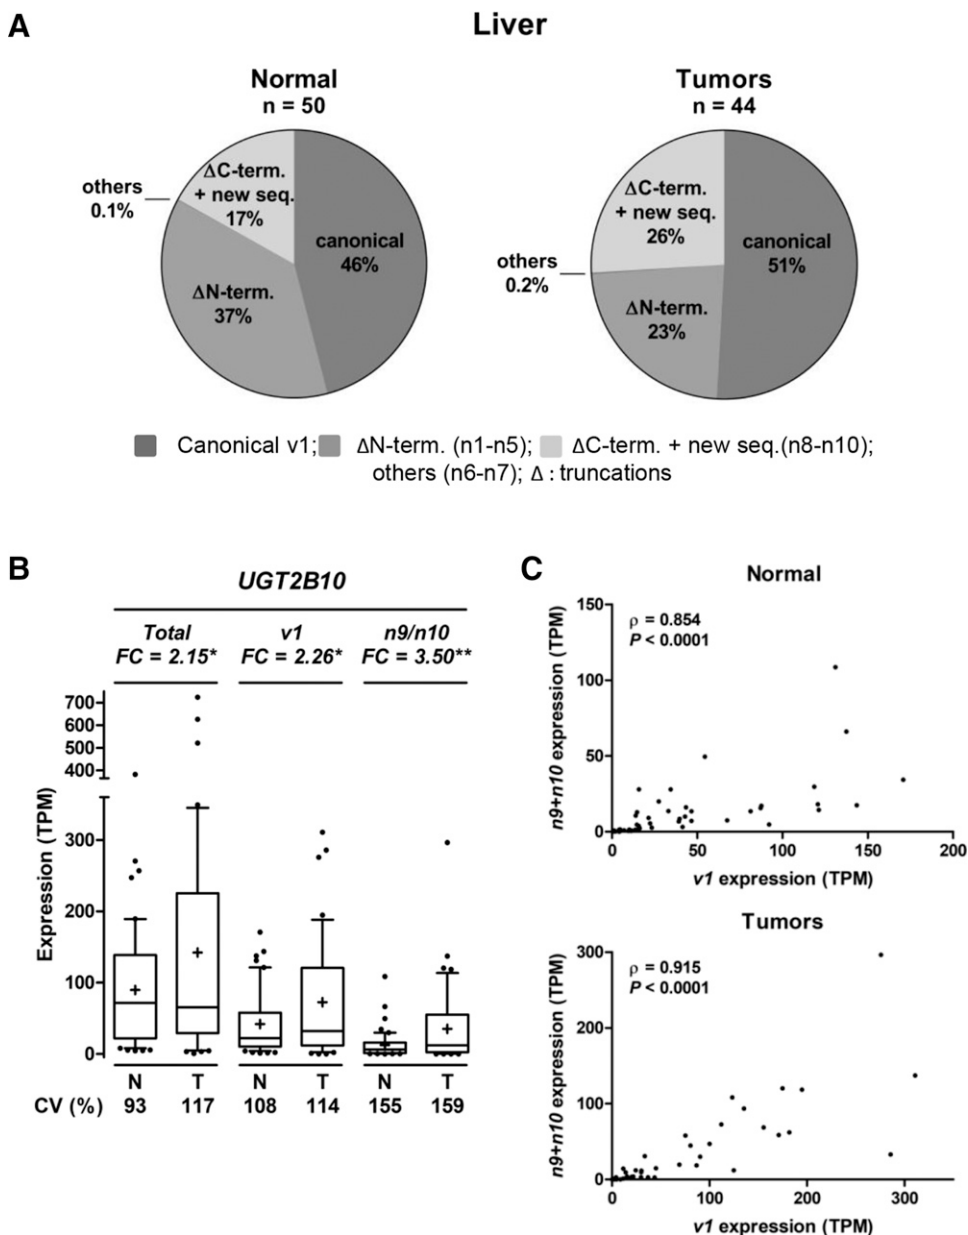 A
Liver
Normal
n = 50
Tumors
n = 44
ΔC-term.
+ new seq.
17%
others
0.1%
canonical
46%
ΔN-term.
37%
ΔC-term.
+ new seq.
26%
canonical
51%
others
0.2%
ΔN-term.
23%
Canonical v1; ΔN-term. (n1-n5); ΔC-term. + new seq.(n8-n10);
others (n6-n7); Δ : truncations
B
UGT2B10
Total
FC = 2.15*
v1
FC = 2.26*
n9/n10
FC = 3.50**
Expression (TPM)
700
600
500
400
300
200
100
0
N T N T N T
CV (%) 93 117 108 114 155 159
C
Normal
ρ = 0.854
P < 0.0001
n9+n10 expression (TPM)
150
100
50
0
0 50 100 150 200
v1 expression (TPM)
Tumors
ρ = 0.915
P < 0.0001
n9+n10 expression (TPM)
300
200
100
0
0 100 200 300
v1 expression (TPM)